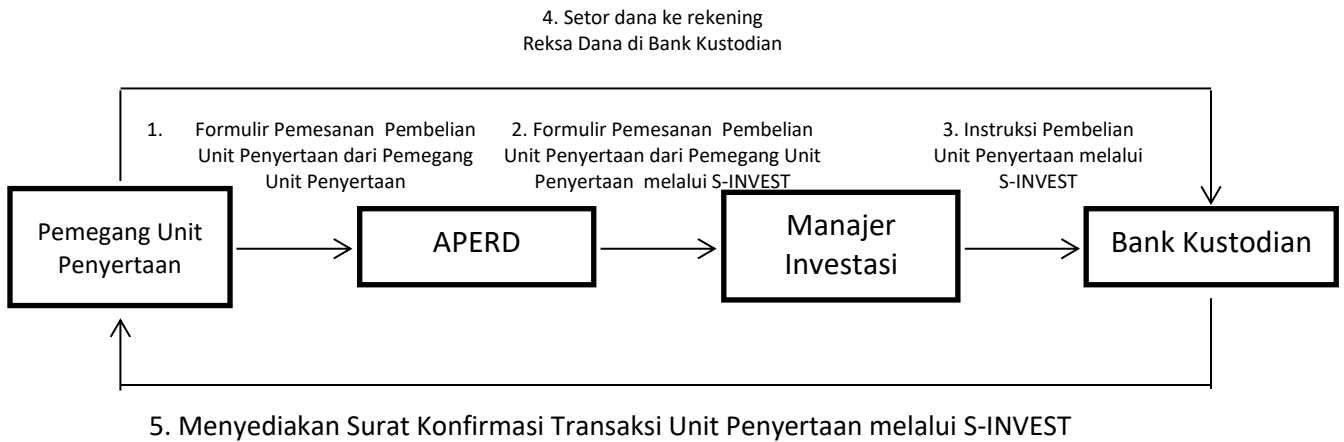 4. Setor dana ke rekening
Reksa Dana di Bank Kustodian
1. Formulir Pemesanan Pembelian
Unit Penyertaan dari Pemegang
Unit Penyertaan
2. Formulir Pemesanan Pembelian
Unit Penyertaan dari Pemegang Unit
Penyertaan melalui S-INVEST
3. Instruksi Pembelian
Unit Penyertaan melalui
S-INVEST
Pemegang Unit
Penyertaan
APERD
Manajer
Investasi
Bank Kustodian
5. Menyediakan Surat Konfirmasi Transaksi Unit Penyertaan melalui S-INVEST